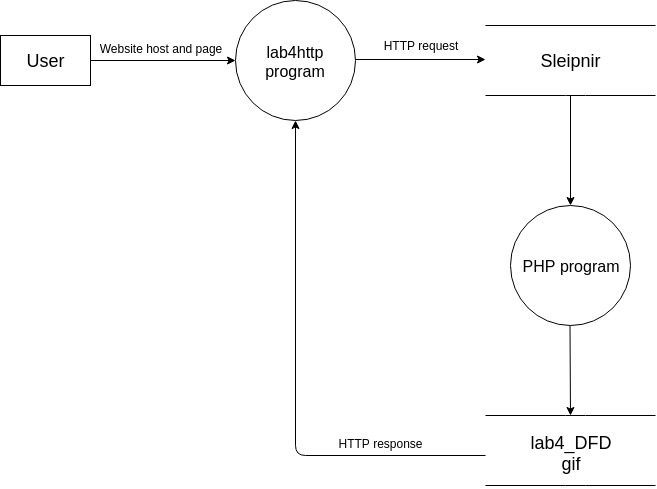 User
Website host and page
lab4http
program
HTTP request
Sleipnir
PHP program
HTTP response
lab4_DFD
gif